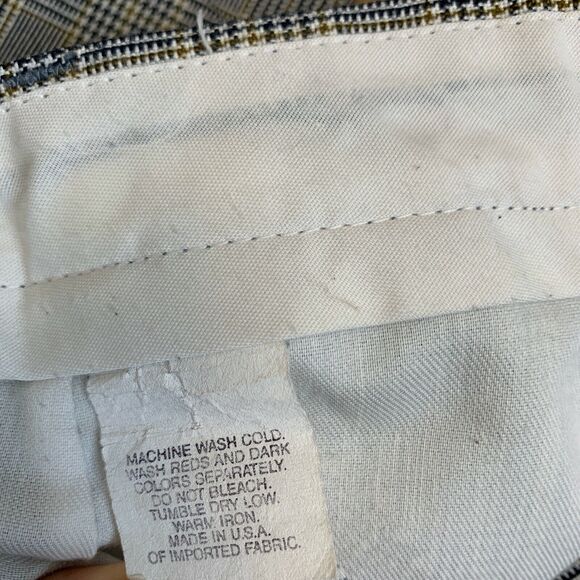 MACHINE WASH COLD.
WASH REDS AND DARK
COLORS SEPARATELY.
DO NOT BLEACH.
TUMBLE DRY LOW.
WARM IRON.
MADE IN U.S.A.
OF IMPORTED FABRIC.